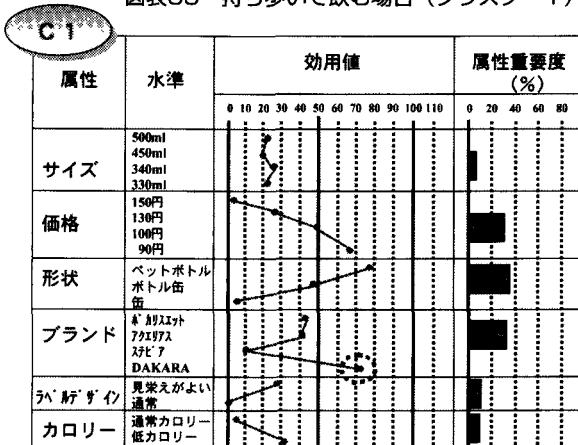 図表 持ち歩いて飲む場合(クラスター1)
C1
属性 水準 効用値 属性重要度
(%)
0 10 20 30 40 50 60 70 80 90 100 110 0 20 40 60 80
サイズ
500ml
450ml
340ml
330ml
価格
150円
130円
100円
90円
形状
ペットボトル
ボトル缶
缶
ブランド
ポカリスエット
アクエリアス
ステビア
DAKARA
ラベルデザイン
見栄えがよい
通常
カロリー
通常カロリー
低カロリー